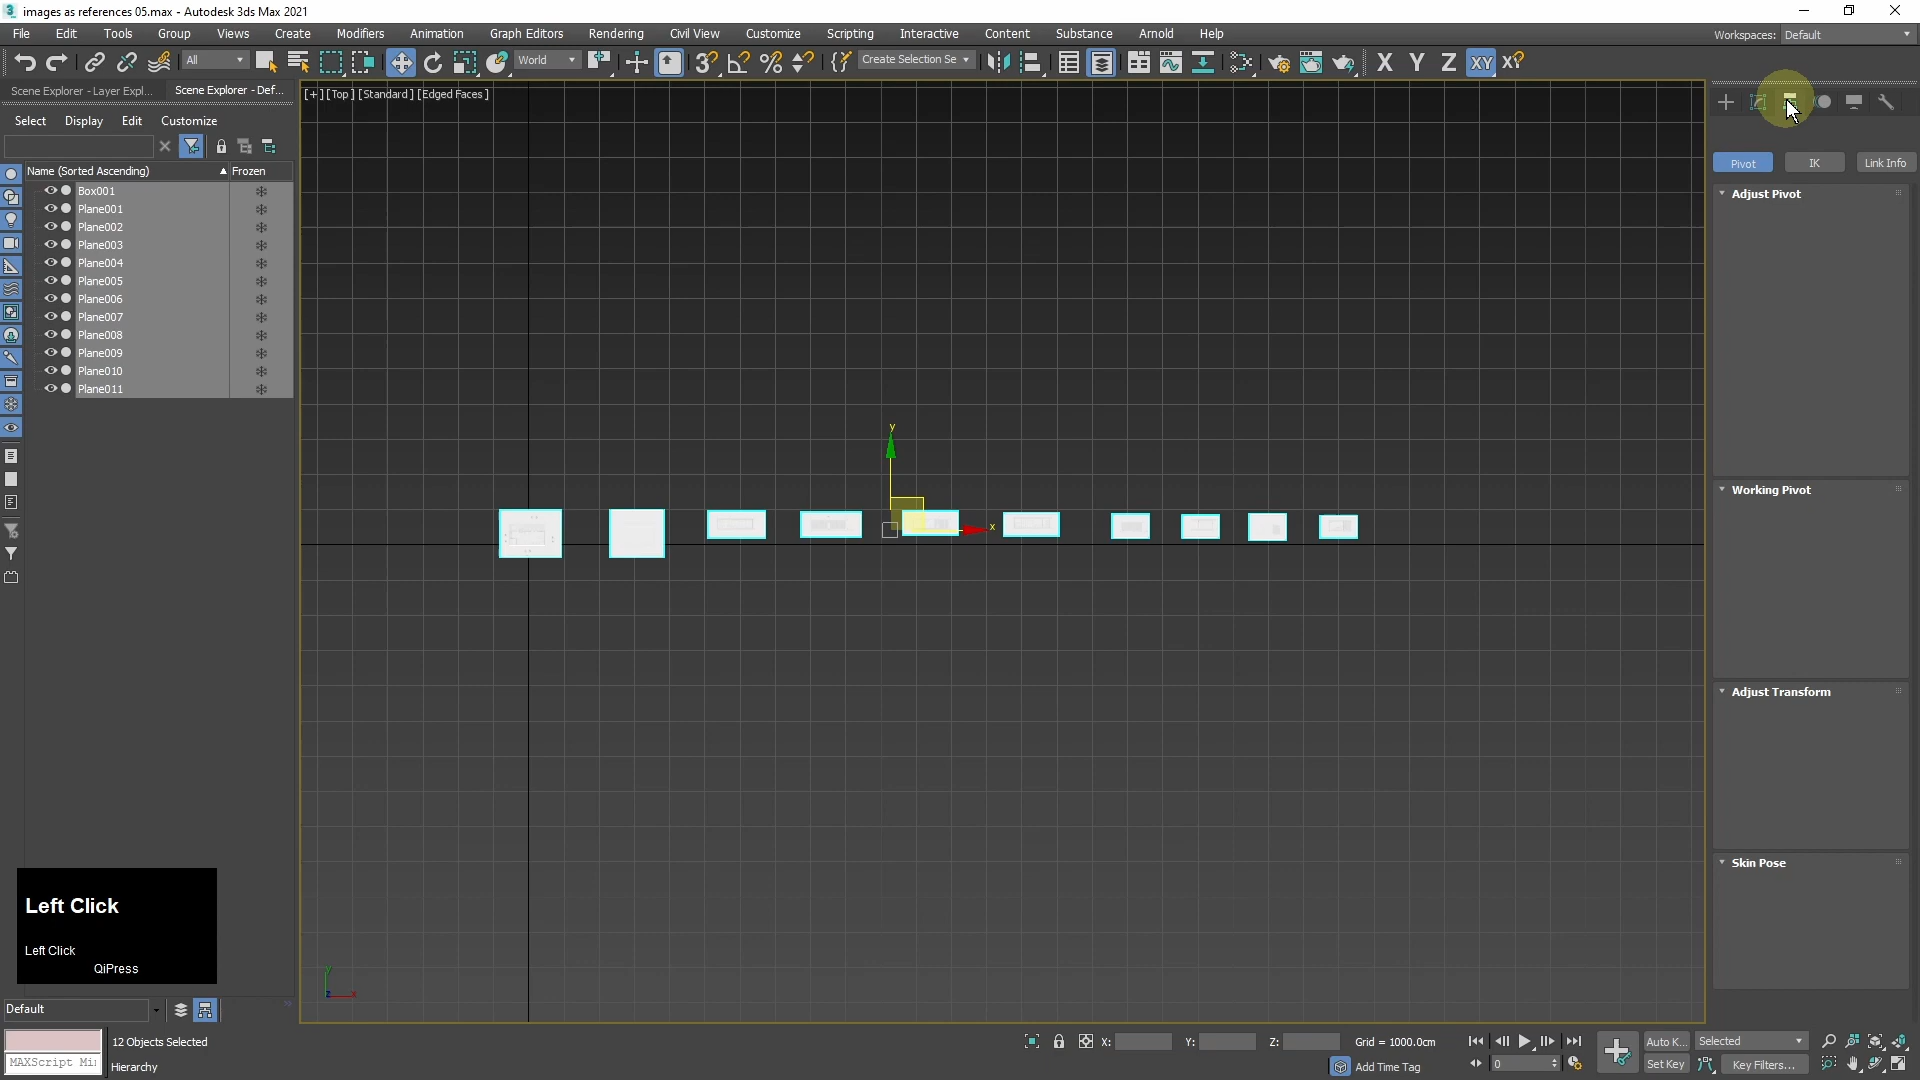 images as references 05.max - Autodesk 3ds Max 2021
File Edit Tools Group Views Create Modifiers Animation Graph Editors Rendering Civil View Customize Scripting Interactive Content Substance Arnold Help Workspaces: Default
All World Create Selection Se X Y Z XY
Scene Explorer - Layer Expl... Scene Explorer - Def...
[+] [Top] [Standard] [Edged Faces]
Select Display Edit Customize
Name (Sorted Ascending) Frozen
Box001
Plane001
Plane002
Plane003
Plane004
Plane005
Plane006
Plane007
Plane008
Plane009
Plane010
Plane011
Pivot IK Link Info
Adjust Pivot
Working Pivot
Adjust Transform
Skin Pose
y
x
Left Click
Left Click
QiPress
y
z x
Default
12 Objects Selected X: Y: Z: Grid = 1000.0cm Auto K... Selected
MAXScript Mi Hierarchy Add Time Tag 0 Set Key Key Filters...